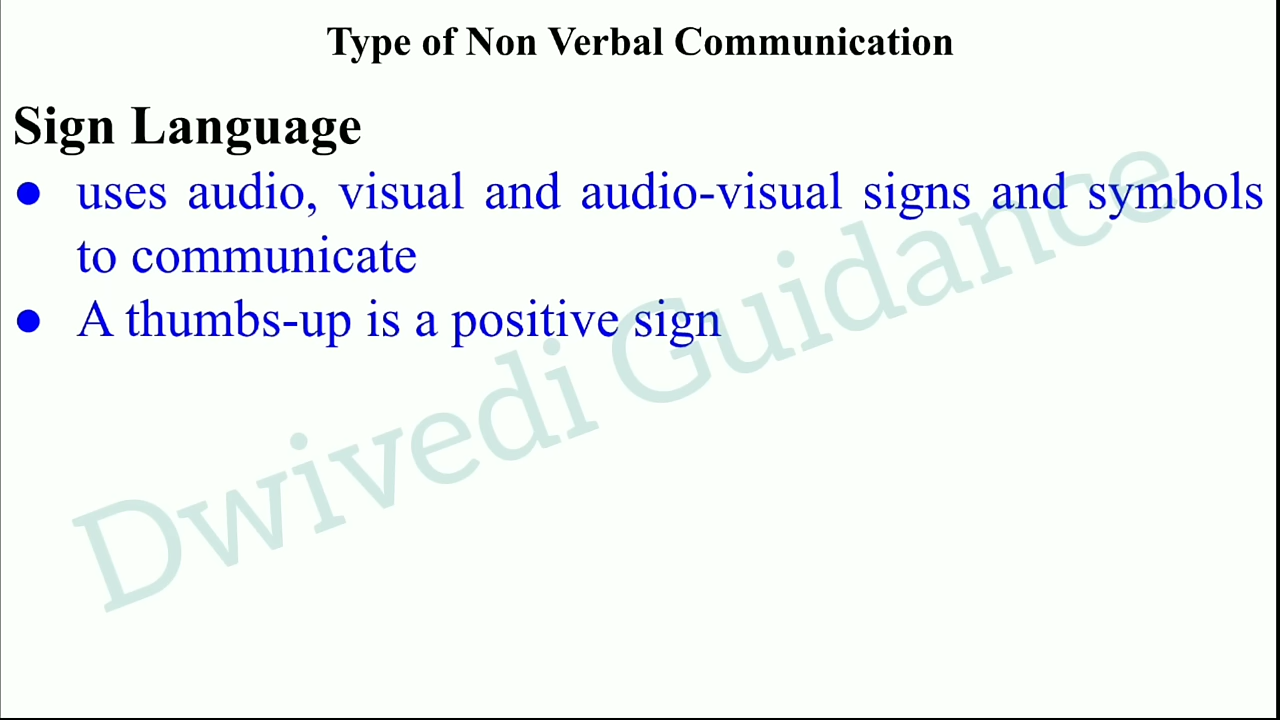 Type of Non Verbal Communication
Sign Language
● uses audio, visual and audio-visual signs and symbols
to communicate
● A thumbs-up is a positive sign
Dwivedi Guidance